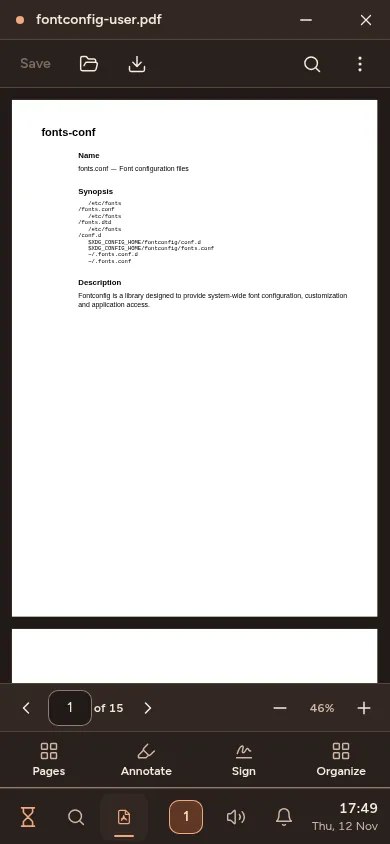 fontconfig-user.pdf
Save
fonts-conf
Name
fonts.conf — Font configuration files
Synopsis
/etc/fonts
/fonts.conf
/etc/fonts
/fonts.dtd
/etc/fonts
/conf.d
$XDG_CONFIG_HOME/fontconfig/conf.d
$XDG_CONFIG_HOME/fontconfig/fonts.conf
~/.fonts.conf.d
~/.fonts.conf
Description
Fontconfig is a library designed to provide system-wide font configuration, customization
and application access.
1 of 15
46%
Pages Annotate Sign Organize
1
17:49
Thu, 12 Nov